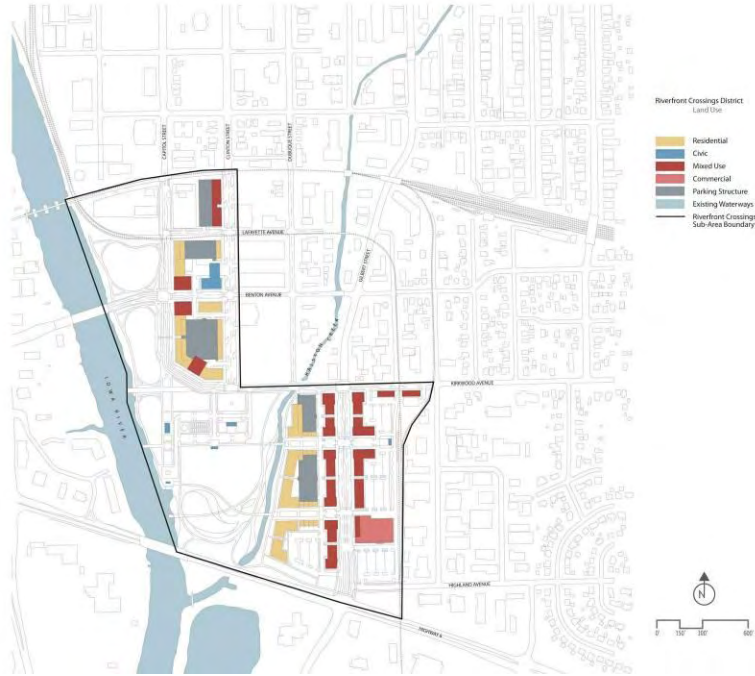 Riverfront Crossings District
Land Use
Residential
Civic
Mixed Use
Commercial
Parking Structure
Existing Waterways
Riverfront Crossings
Sub-Area Boundary
CAPITOL STREET
CLINTON STREET
DUBUQUE STREET
LAFAYETTE AVENUE
GILBERT STREET
BENTON AVENUE
RALSTON CREEK
KIRKWOOD AVENUE
IOWA RIVER
HIGHLAND AVENUE
HIGHWAY 6
N
0' 150' 300' 600'